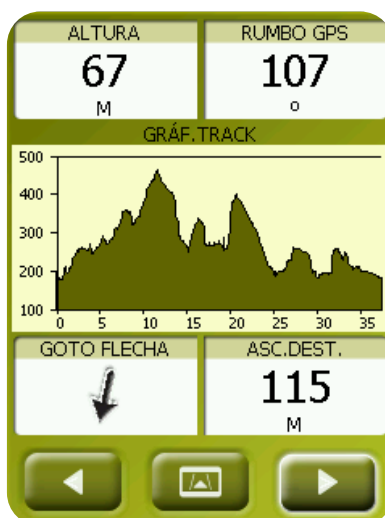 ALTURA
67
M
RUMBO GPS
107
o
GRÁF.TRACK
500
400
300
200
100
0 5 10 15 20 25 30 35
GOTO FLECHA
ASC.DEST.
115
M